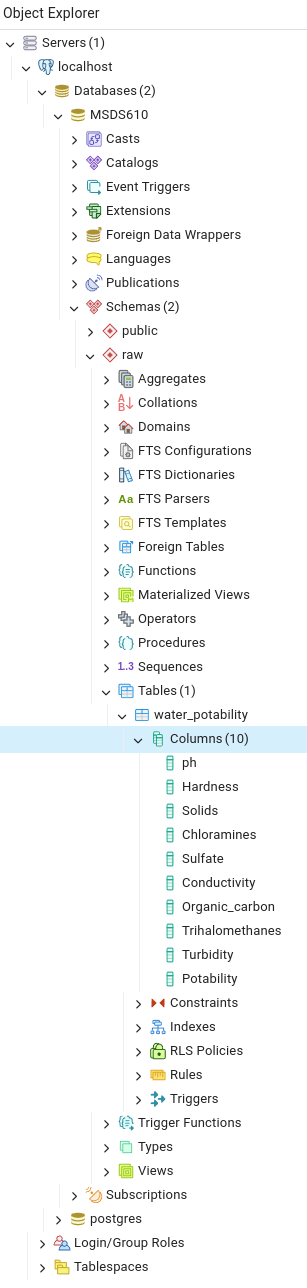 Object Explorer
Servers (1)
localhost
Databases (2)
MSDS610
Casts
Catalogs
Event Triggers
Extensions
Foreign Data Wrappers
Languages
Publications
Schemas (2)
public
raw
Aggregates
Collations
Domains
FTS Configurations
FTS Dictionaries
Aa FTS Parsers
FTS Templates
Foreign Tables
Functions
Materialized Views
Operators
Procedures
1..3 Sequences
Tables (1)
water_potability
Columns (10)
ph
Hardness
Solids
Chloramines
Sulfate
Conductivity
Organic_carbon
Trihalomethanes
Turbidity
Potability
Constraints
Indexes
RLS Policies
Rules
Triggers
Trigger Functions
Types
Views
Subscriptions
postgres
Login/Group Roles
Tablespaces